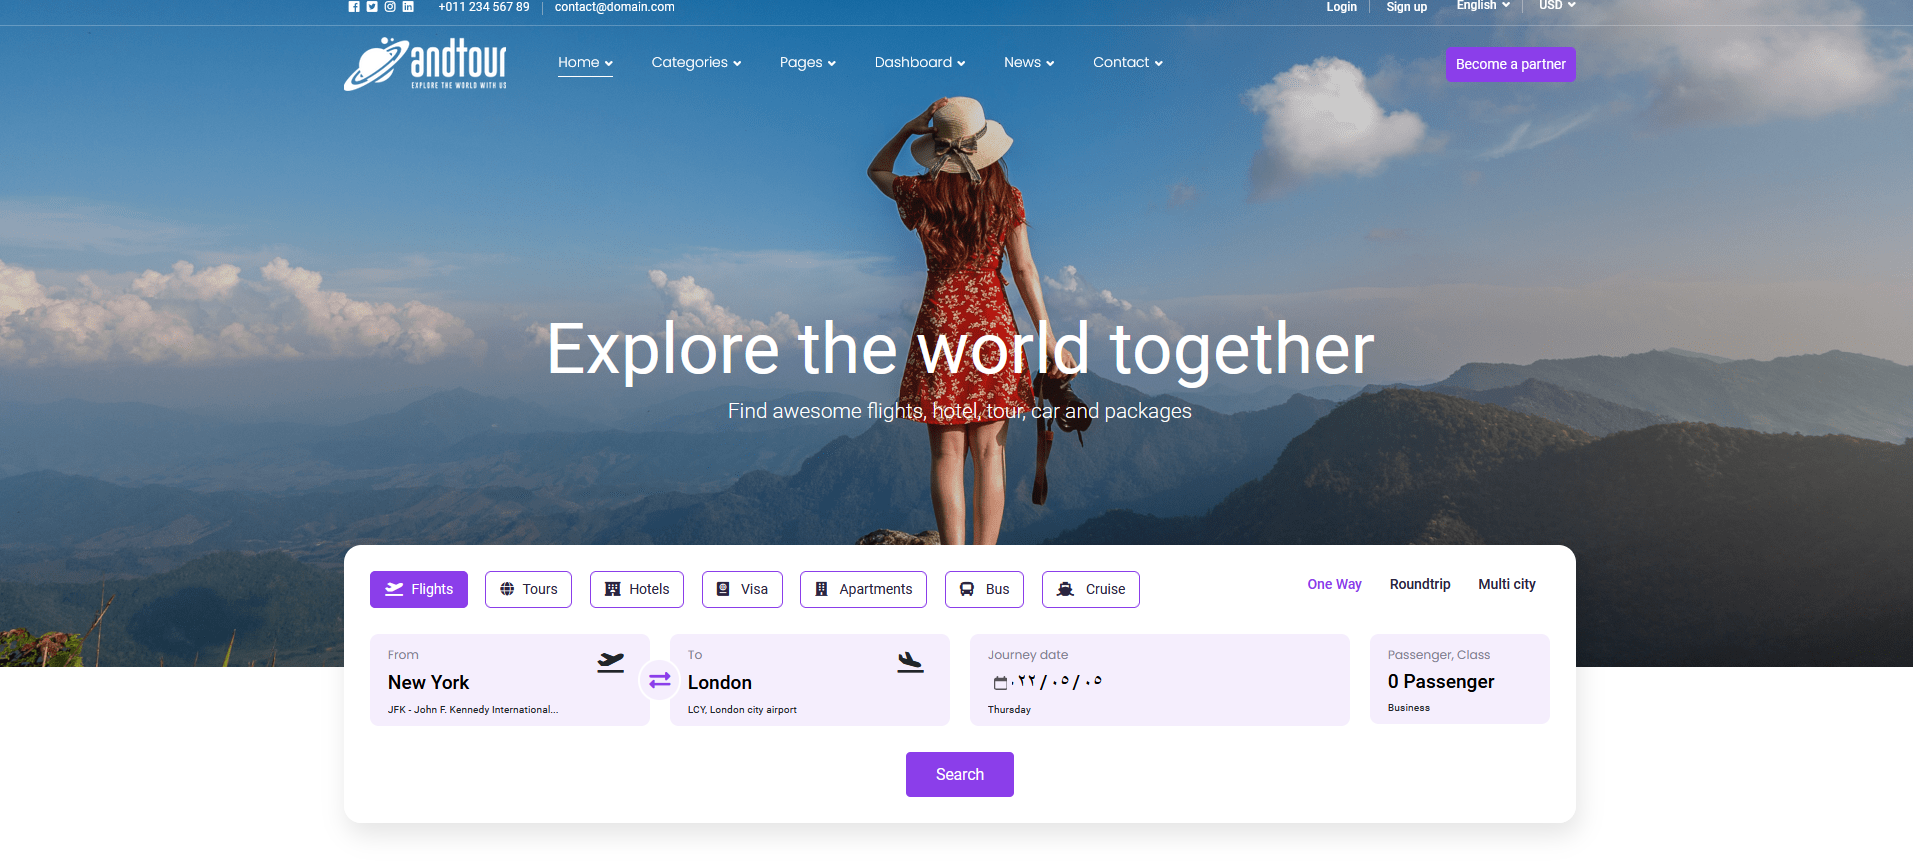 +011 234 567 89
contact@domain.com
Login
Sign up
English
USD
andtour
EXPLORE THE WORLD WITH US
Home
Categories
Pages
Dashboard
News
Contact
Become a partner
Explore the world together
Find awesome flights, hotel, tour, car and packages
Flights
Tours
Hotels
Visa
Apartments
Bus
Cruise
One Way
Roundtrip
Multi city
From
New York
JFK - John F. Kennedy International...
To
London
LCY, London city airport
Journey date
٠٢٢/٠٥/٠٥
Thursday
Passenger, Class
0 Passenger
Business
Search